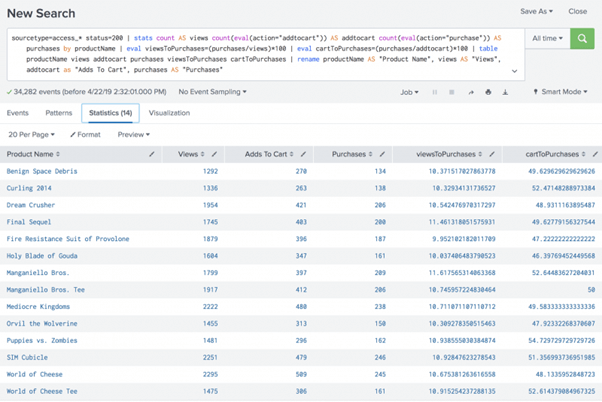 New Search
Save As ▾ Close
sourcetype=access_* status=200 | stats count AS views count(eval(action="addtocart")) AS addtocart count(eval(action="purchase")) AS
purchases by productName | eval viewsToPurchases=(purchases/views)*100 | eval cartToPurchases=(purchases/addtocart)*100 | table
productName views addtocart purchases viewsToPurchases cartToPurchases | rename productName AS "Product Name", views AS "Views",
addtocart as "Adds To Cart", purchases AS "Purchases"
All time ▾
✓ 34,282 events (before 4/22/19 2:32:01.000 PM) No Event Sampling ▾ Job ▾ Smart Mode ▾
Events Patterns Statistics (14) Visualization
20 Per Page ▾ Format Preview ▾
Product Name Views Adds To Cart Purchases viewsToPurchases cartToPurchases
Benign Space Debris 1292 270 134 10.371517027863778 49.629629629629626
Curling 2014 1336 263 138 10.32934131736527 52.47148288973384
Dream Crusher 1954 421 206 10.542476970317297 48.9311163895487
Final Sequel 1745 403 200 11.461318051575931 49.62779156327544
Fire Resistance Suit of Provolone 1879 396 187 9.952102182011709 47.22222222222222
Holy Blade of Gouda 1604 347 161 10.037406483790523 46.39769452449568
Manganiello Bros. 1799 397 209 11.617565314063368 52.64483627204031
Manganiello Bros. Tee 1917 412 206 10.745957224830464 50
Mediocre Kingdoms 2222 480 238 10.711071107110712 49.583333333333336
Orvil the Wolverine 1455 313 150 10.309278350515463 47.92332268370607
Puppies vs. Zombies 1481 296 162 10.938555030384874 54.729729729729726
SIM Cubicle 2251 479 246 10.92847623278543 51.356993736951985
World of Cheese 2295 509 245 10.675381263616558 48.1335952848723
World of Cheese Tee 1475 306 161 10.915254237288135 52.614379084967325